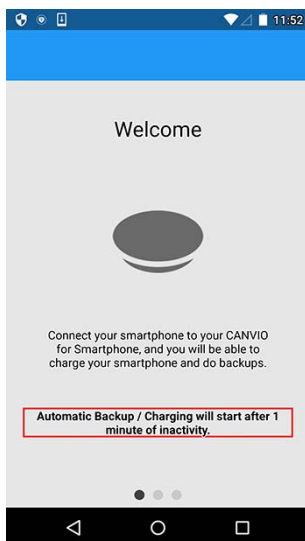 11:52
Welcome
Connect your smartphone to your CANVIO
for Smartphone, and you will be able to
charge your smartphone and do backups.
Automatic Backup / Charging will start after 1
minute of inactivity.